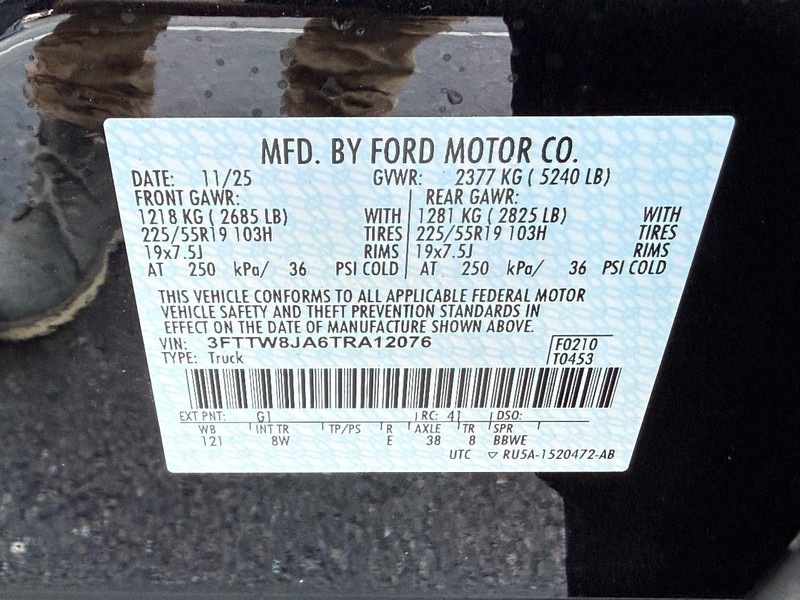 MFD. BY FORD MOTOR CO.
DATE: 11/25 GVWR: 2377 KG ( 5240 LB)
FRONT GAWR: REAR GAWR:
1218 KG ( 2685 LB) WITH 1281 KG ( 2825 LB) WITH
225/55R19 103H TIRES 225/55R19 103H TIRES
19x7.5J RIMS 19x7.5J RIMS
AT 250 kPa/ 36 PSI COLD AT 250 kPa/ 36 PSI COLD
THIS VEHICLE CONFORMS TO ALL APPLICABLE FEDERAL MOTOR
VEHICLE SAFETY AND THEFT PREVENTION STANDARDS IN
EFFECT ON THE DATE OF MANUFACTURE SHOWN ABOVE.
VIN: 3FTTW8JA6TRA12076 F0210
TYPE: Truck T0453
EXT PNT: G1 RC: 41 DSO:
WB INT TR TP/PS R AXLE TR SPR
121 8W E 38 8 BBWE
UTC ▽ RU5A-1520472-AB